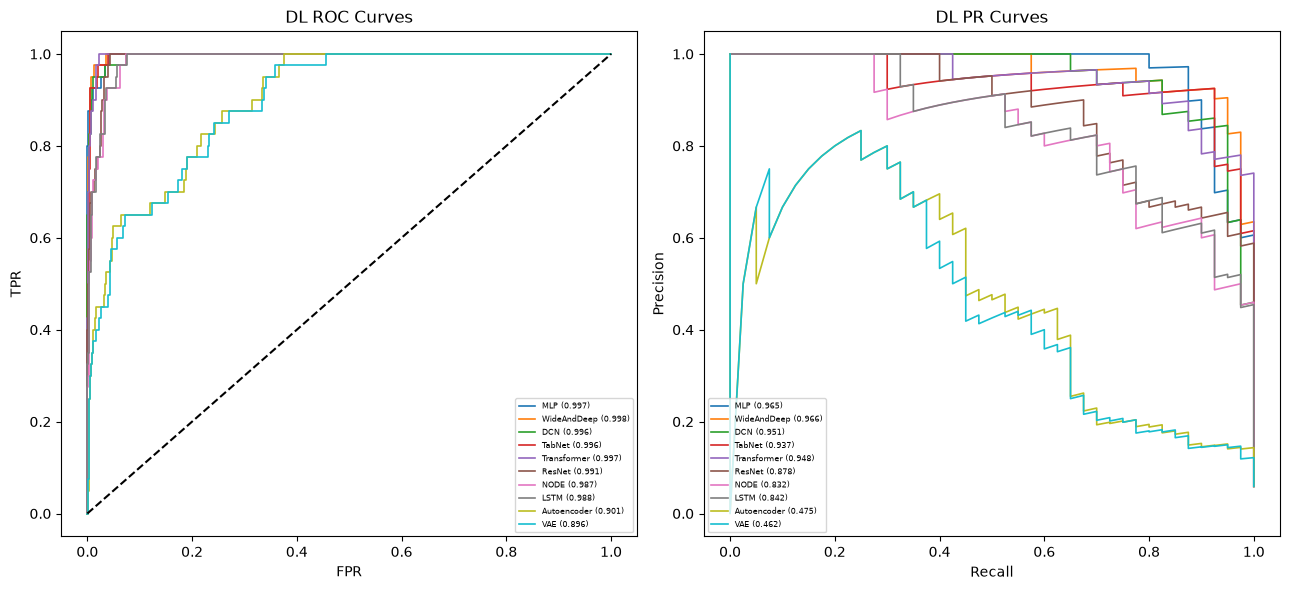 DL ROC Curves
1.0
0.8
0.6
0.4
0.2
0.0
TPR
0.0 0.2 0.4 0.6 0.8 1.0
FPR
MLP (0.997)
WideAndDeep (0.998)
DCN (0.996)
TabNet (0.996)
Transformer (0.997)
ResNet (0.991)
NODE (0.987)
LSTM (0.988)
Autoencoder (0.901)
VAE (0.896)
DL PR Curves
1.0
0.8
0.6
0.4
0.2
0.0
Precision
0.0 0.2 0.4 0.6 0.8 1.0
Recall
MLP (0.965)
WideAndDeep (0.966)
DCN (0.951)
TabNet (0.937)
Transformer (0.948)
ResNet (0.878)
NODE (0.832)
LSTM (0.842)
Autoencoder (0.475)
VAE (0.462)